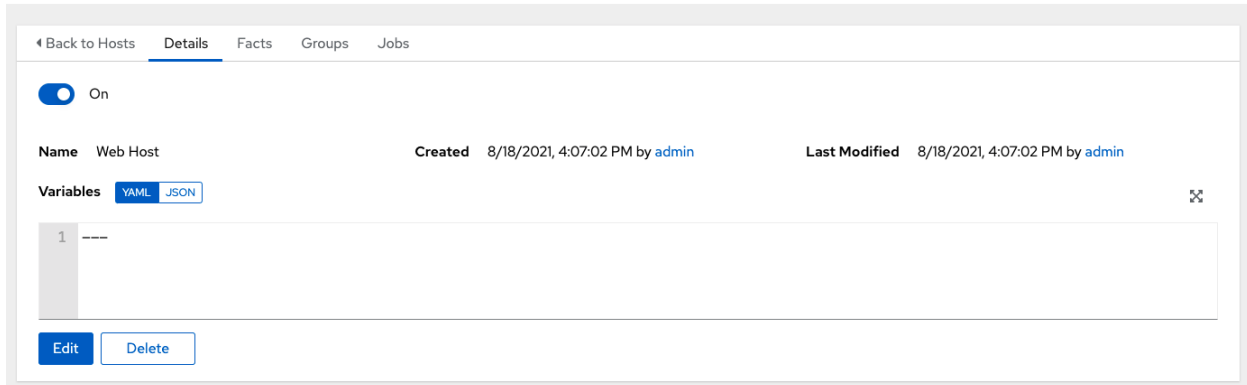 Back to Hosts Details Facts Groups Jobs
On
Name Web Host Created 8/18/2021, 4:07:02 PM by admin Last Modified 8/18/2021, 4:07:02 PM by admin
Variables YAML JSON
1 ---
Edit Delete